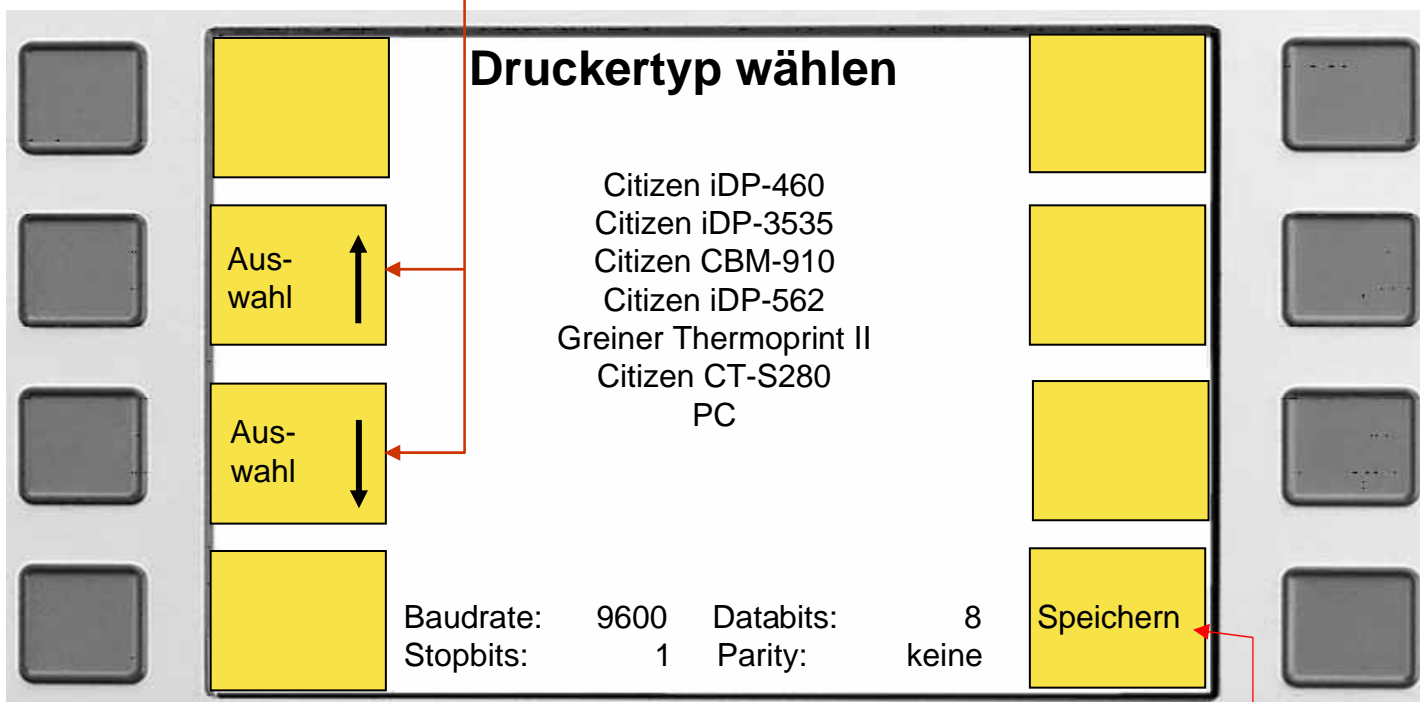 Druckertyp wählen
Citizen iDP-460
Citizen iDP-3535
Citizen CBM-910
Citizen iDP-562
Greiner Thermoprint II
Citizen CT-S280
PC
Aus-
wahl
Aus-
wahl
Baudrate: 9600 Databits: 8
Stopbits: 1 Parity: keine
Speichern